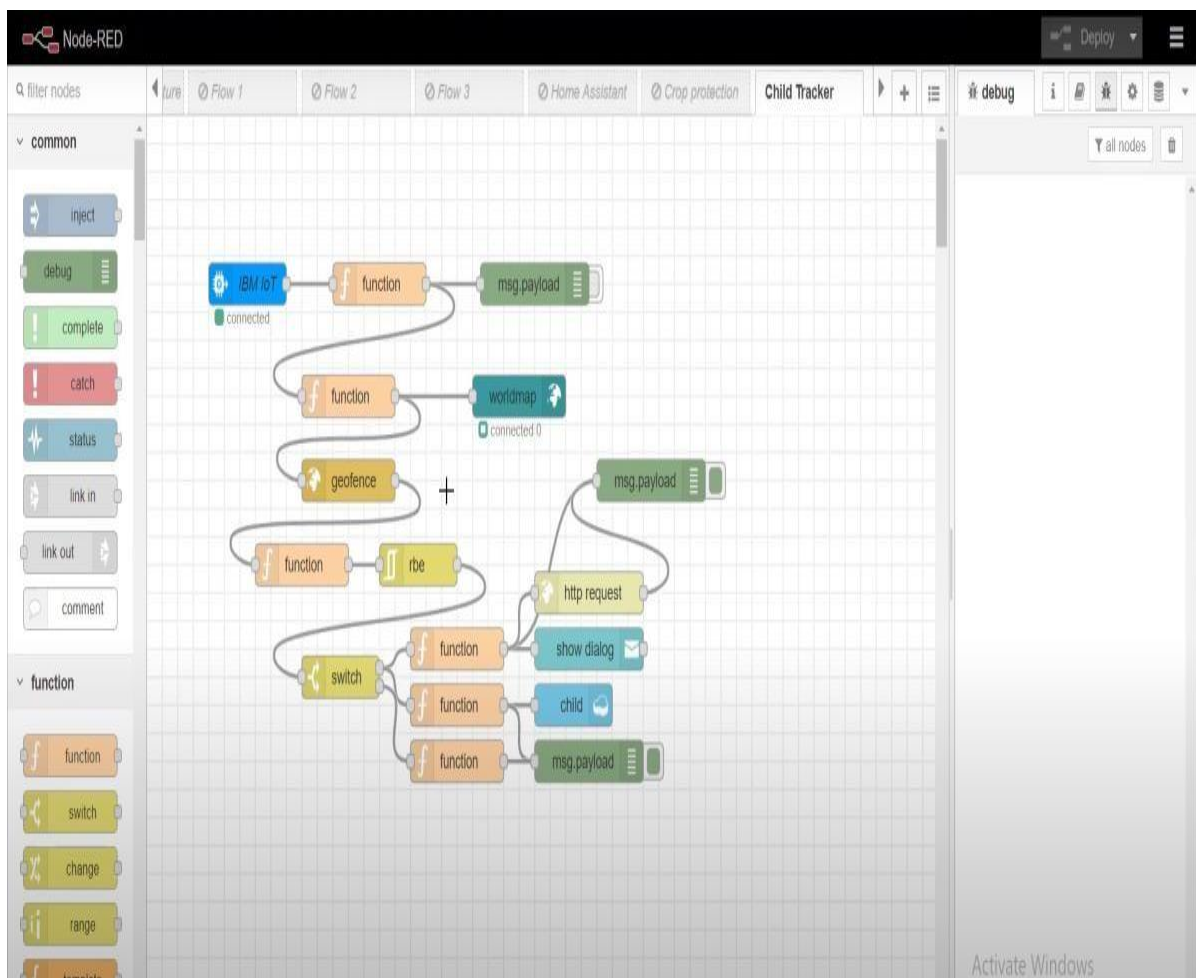 Node-RED
Deploy
filter nodes
ture
Flow 1
Flow 2
Flow 3
Home Assistant
Crop protection
Child Tracker
debug
all nodes
common
inject
debug
complete
catch
status
link in
link out
comment
function
function
switch
change
range
template
IBM IoT
connected
function
msg.payload
function
worldmap
connected 0
geofence
msg.payload
function
rbe
http request
function
show dialog
switch
function
child
function
msg.payload
Activate Windows